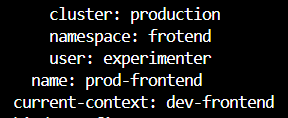 cluster: production
namespace: frotend
user: experimenter
name: prod-frontend
current-context: dev-frontend